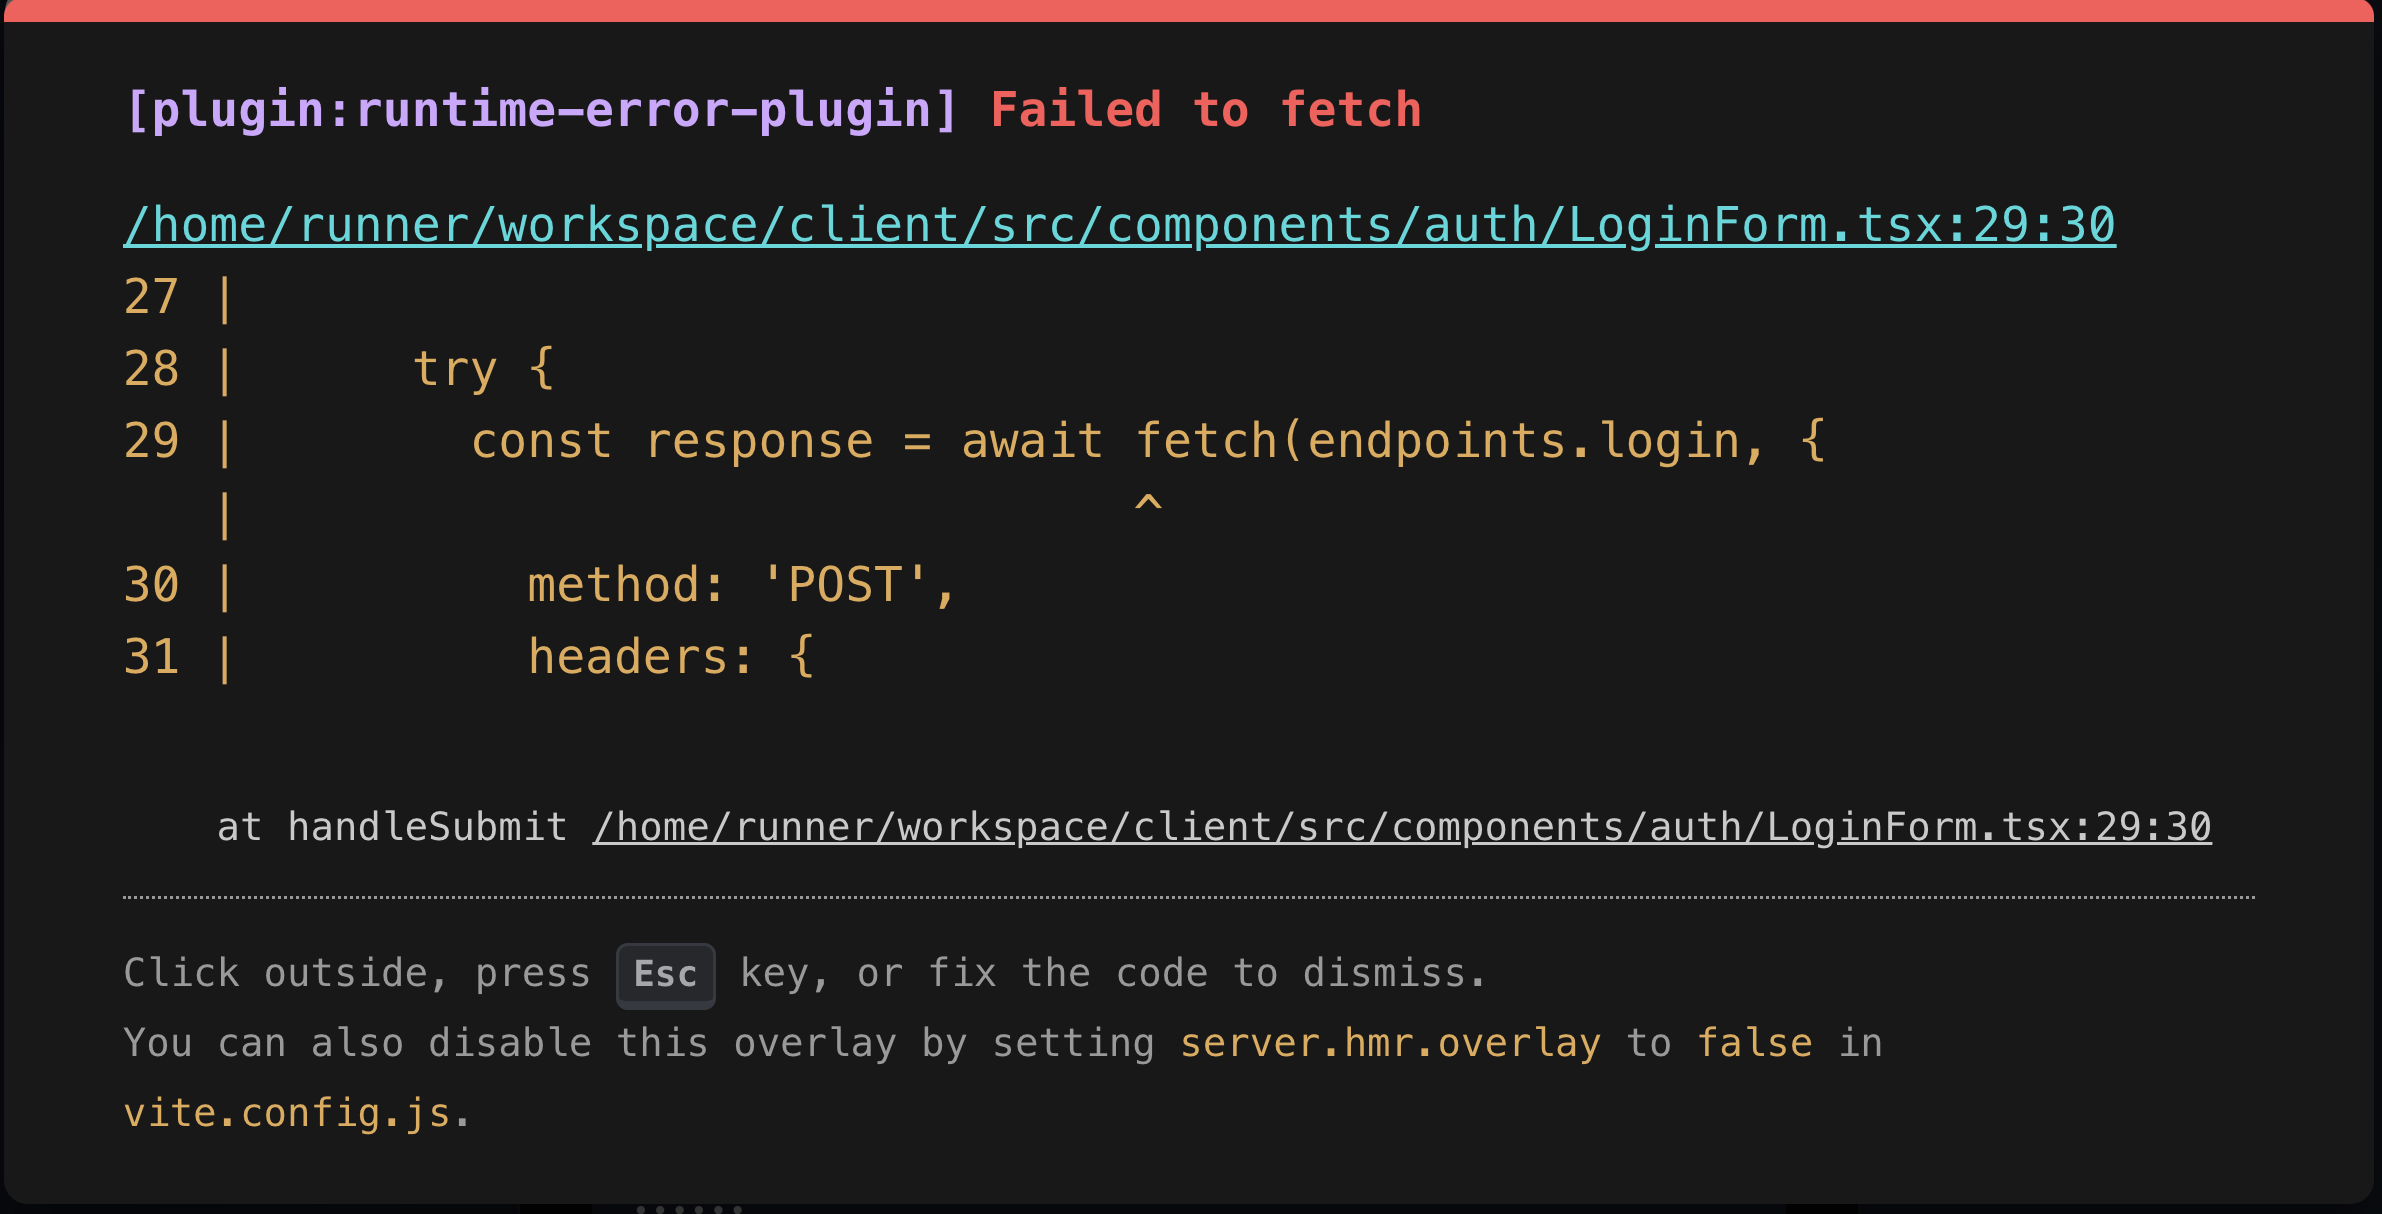 [plugin:runtime-error-plugin] Failed to fetch
/home/runner/workspace/client/src/components/auth/LoginForm.tsx:29:30
27 |
28 |      try {
29 |        const response = await fetch(endpoints.login, {
   |                               ^
30 |          method: 'POST',
31 |          headers: {
at handleSubmit /home/runner/workspace/client/src/components/auth/LoginForm.tsx:29:30
Click outside, press Esc key, or fix the code to dismiss.
You can also disable this overlay by setting server.hmr.overlay to false in
vite.config.js.